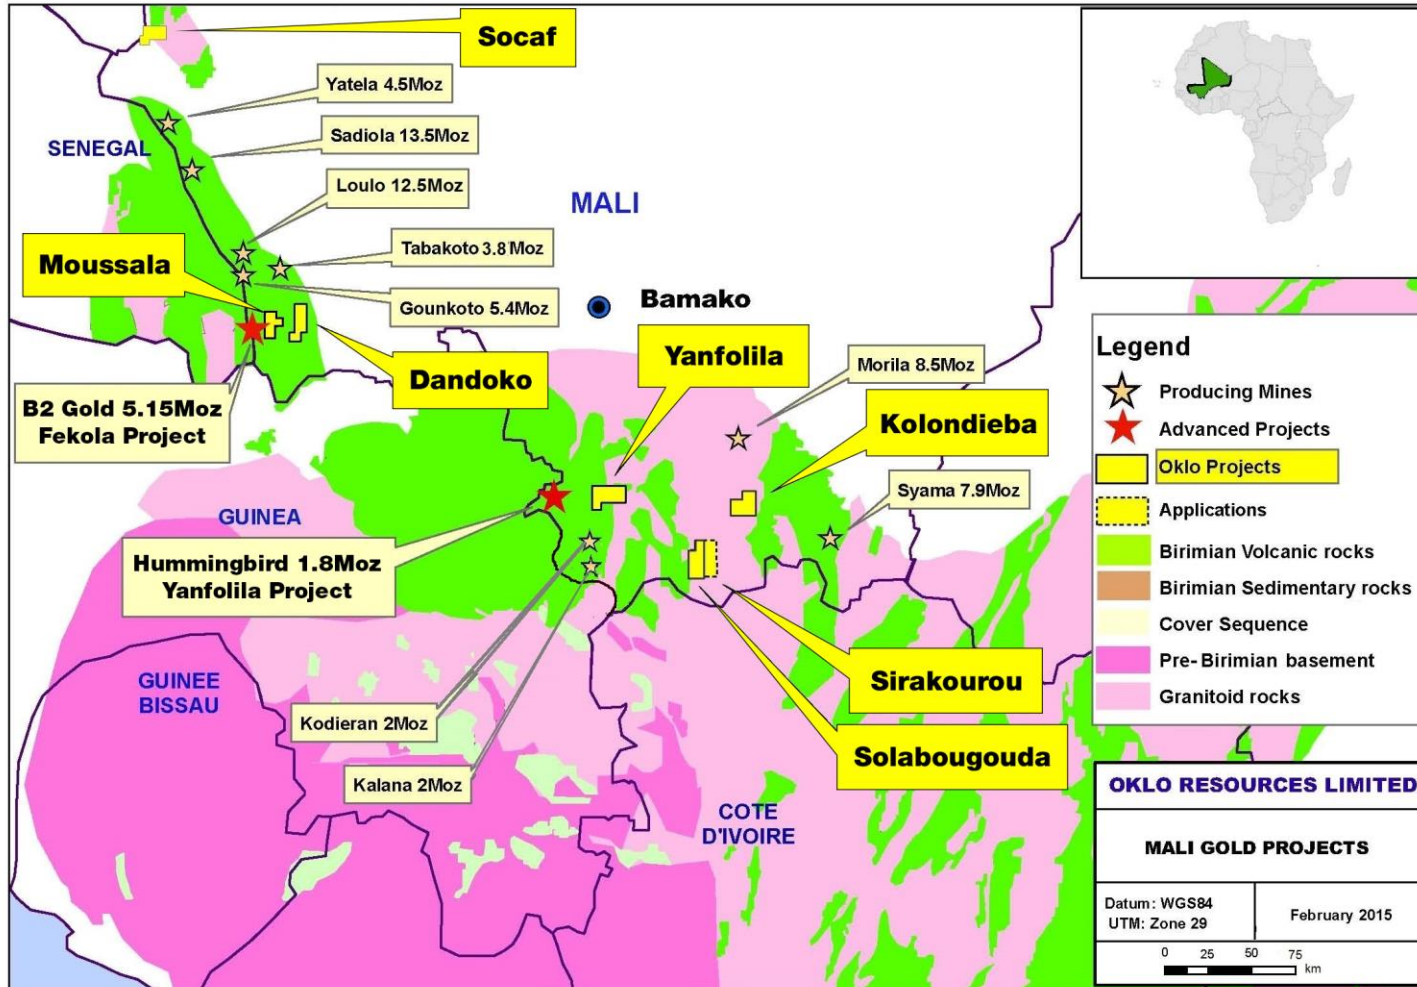 Socaf
Yatela 4.5Moz
SENEGAL
Sadiola 13.5Moz
Loulo 12.5Moz
MALI
Moussala
Tabakoto 3.8 Moz
Gounkoto 5.4Moz
Bamako
Dandoko
Yanfolila
Morila 8.5Moz
B2 Gold 5.15Moz
Fekola Project
Kolondieba
Syama 7.9Moz
GUINEA
Hummingbird 1.8Moz
Yanfolila Project
GUINEE
BISSAU
Sirakourou
Kodieran 2Moz
Solabougouda
Kalana 2Moz
COTE
D'IVOIRE
Legend
Producing Mines
Advanced Projects
Oklo Projects
Applications
Birimian Volcanic rocks
Birimian Sedimentary rocks
Cover Sequence
Pre-Birimian basement
Granitoid rocks
OKLO RESOURCES LIMITED
MALI GOLD PROJECTS
Datum: WGS84
UTM: Zone 29
February 2015
0 25 50 75
km